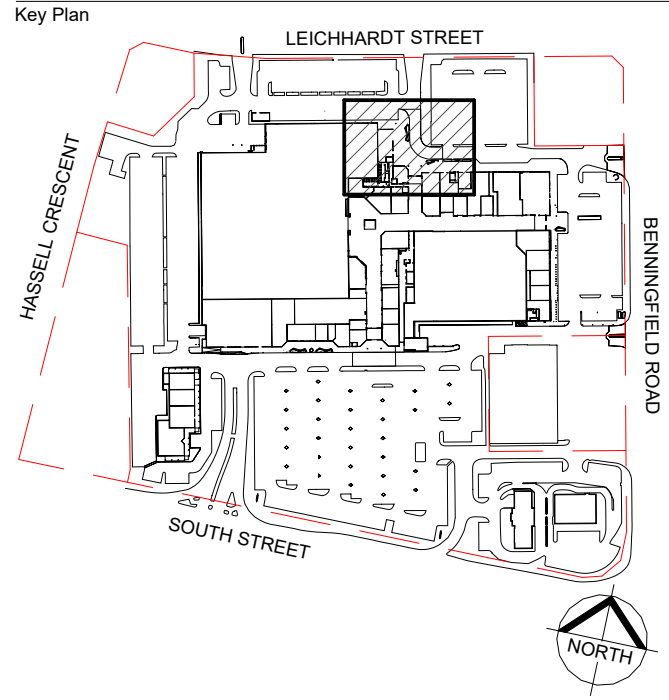 Key Plan
LEICHHARDT STREET
HASSELL CRESCENT
BENNINGFIELD ROAD
SOUTH STREET
NORTH